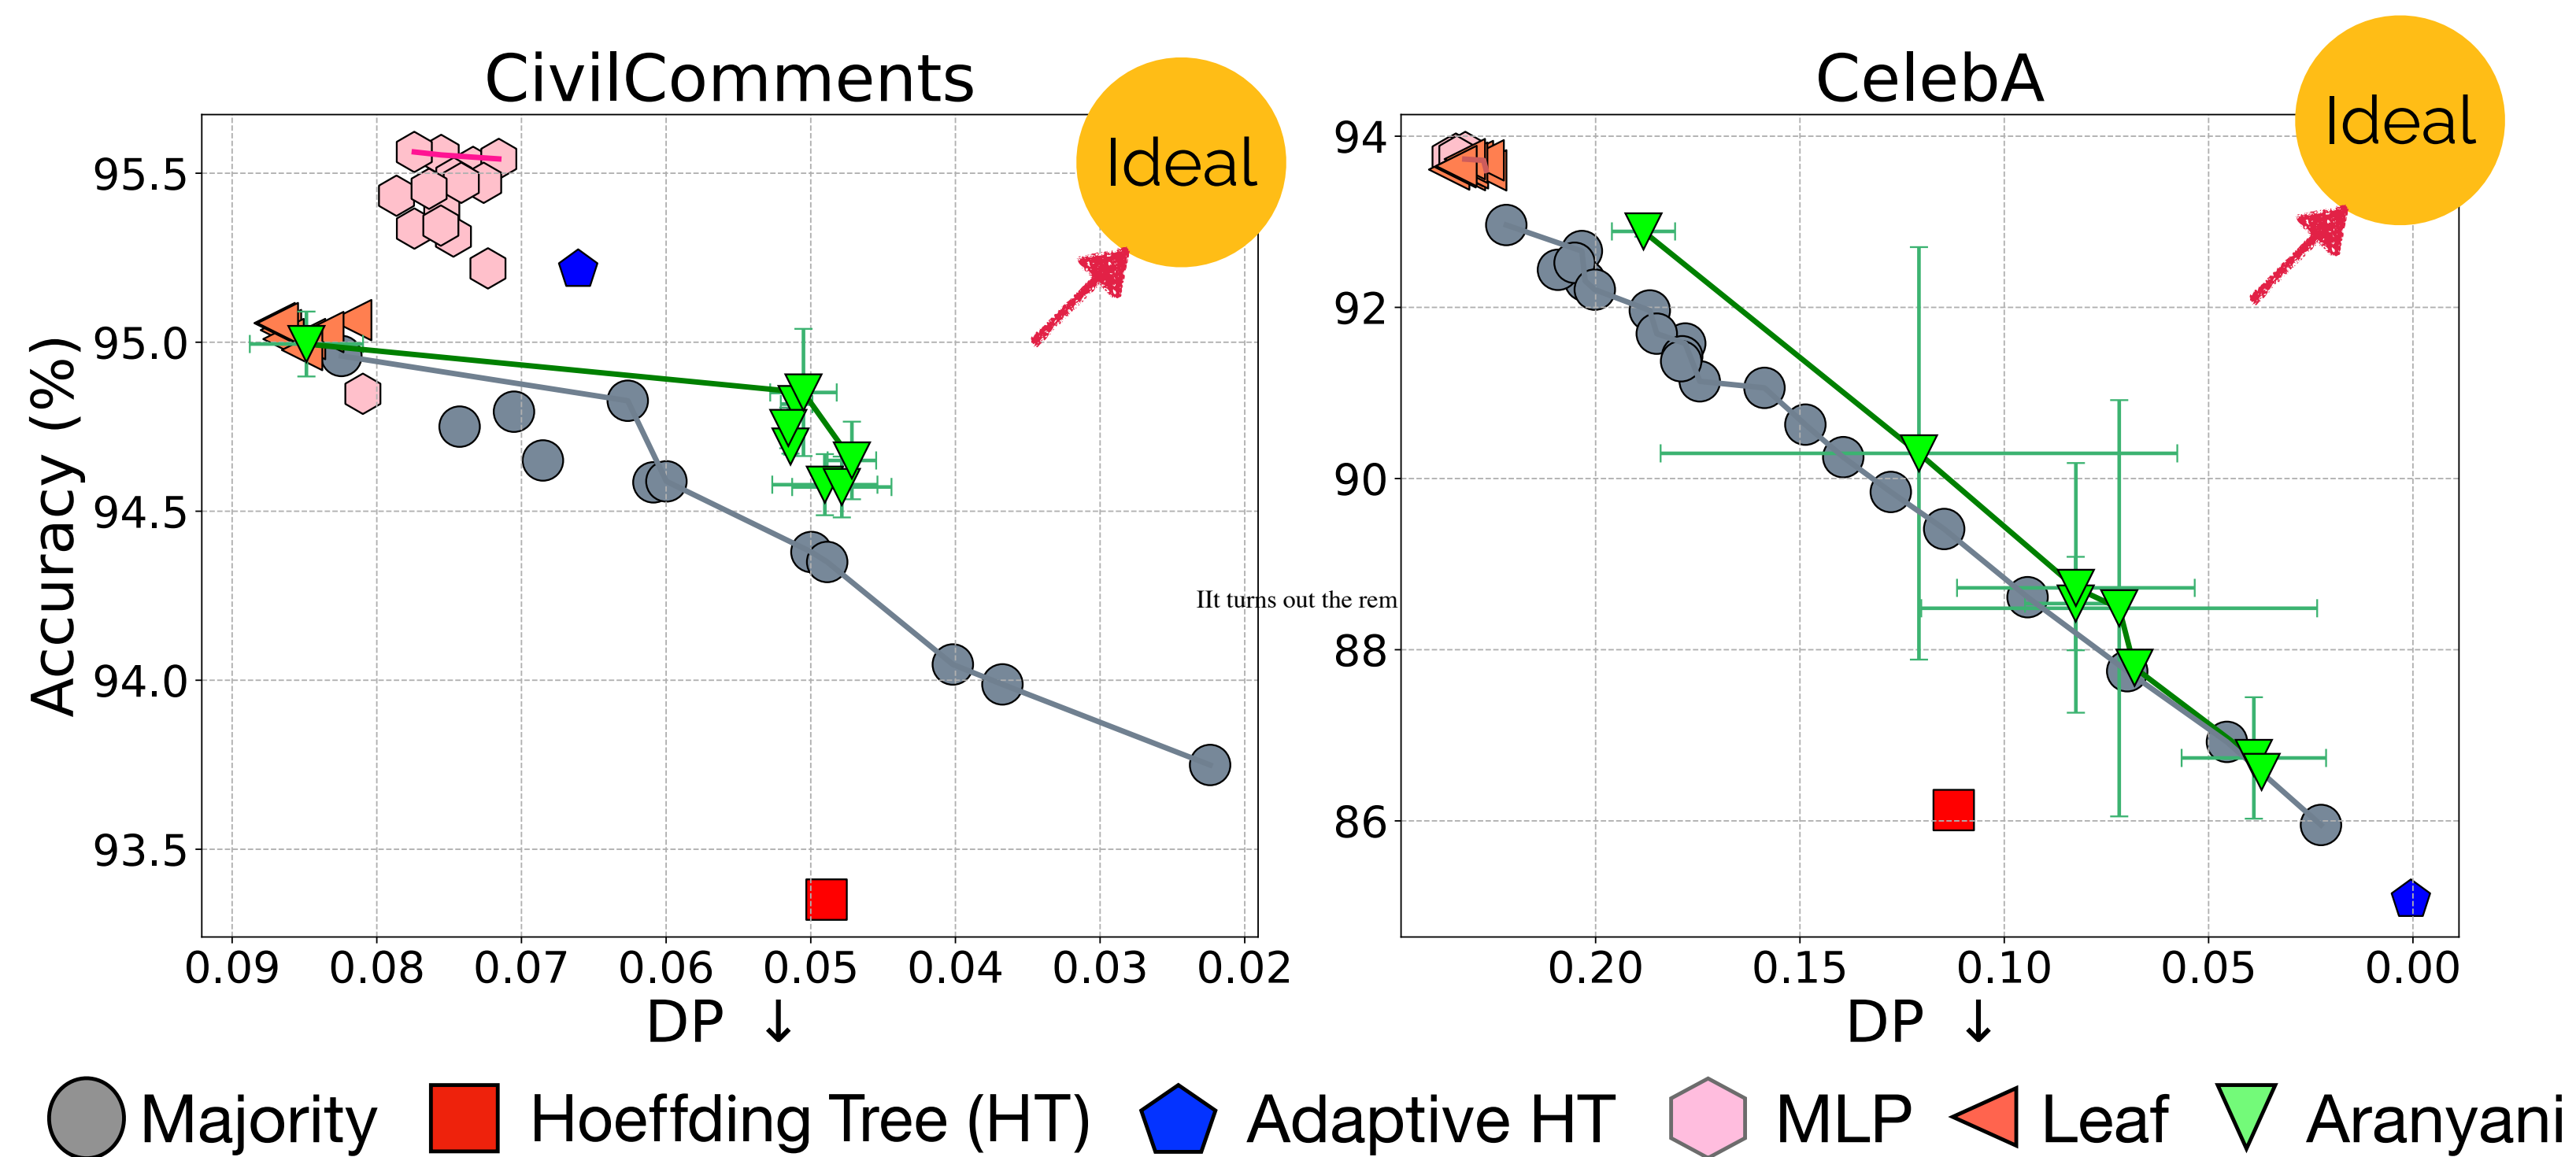 CivilComments
Ideal
Accuracy (%)
95.5
95.0
94.5
94.0
93.5
0.09 0.08 0.07 0.06 0.05 0.04 0.03 0.02
DP ↓
IIt turns out the rem
CelebA
Ideal
94
92
90
88
86
0.20 0.15 0.10 0.05 0.00
DP ↓
Majority Hoeffding Tree (HT) Adaptive HT MLP Leaf Aranyani